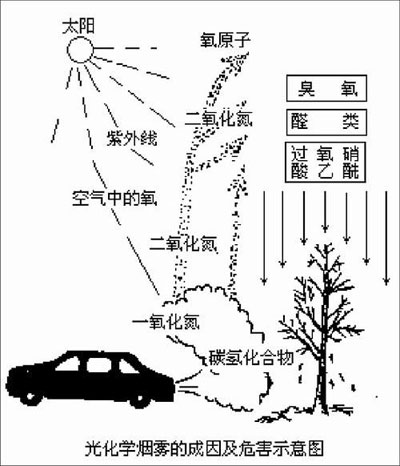 太阳
氧原子
臭 氧
二氧化氮
醛 类
紫外线
过 氧 硝
酸 乙 酰
空气中的氧
二氧化氮
一氧化氮
碳氢化合物
光化学烟雾的成因及危害示意图